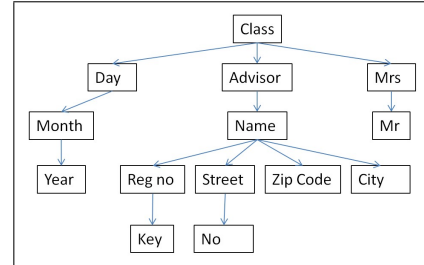 Class
Day Advisor Mrs
Month Name Mr
Year Reg no Street Zip Code City
Key No